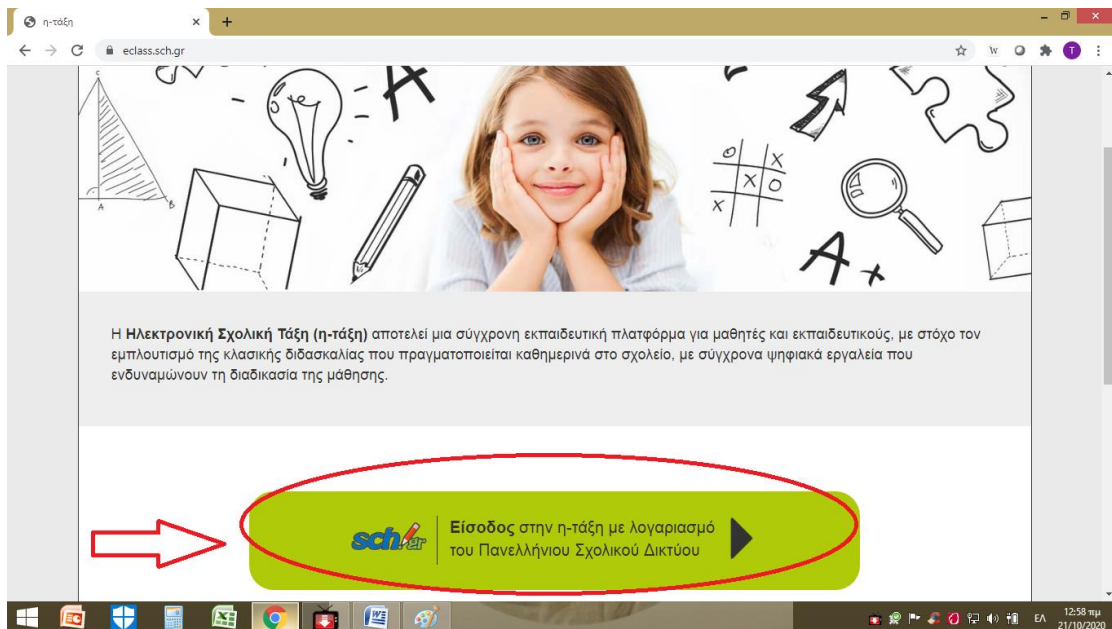 η-τάξη
eclass.sch.gr
W
T
C
A
B
A
O X
X O
X
A+
Η Ηλεκτρονική Σχολική Τάξη (η-τάξη) αποτελεί μια σύγχρονη εκπαιδευτική πλατφόρμα για μαθητές και εκπαιδευτικούς, με στόχο τον
εμπλουτισμό της κλασικής διδασκαλίας που πραγματοποιείται καθημερινά στο σχολείο, με σύγχρονα ψηφιακά εργαλεία που
ενδυναμώνουν τη διαδικασία της μάθησης.
sch.gr
Είσοδος στην η-τάξη με λογαριασμό
του Πανελλήνιου Σχολικού Δικτύου
ΕΛ
12:58 πμ
21/10/2020